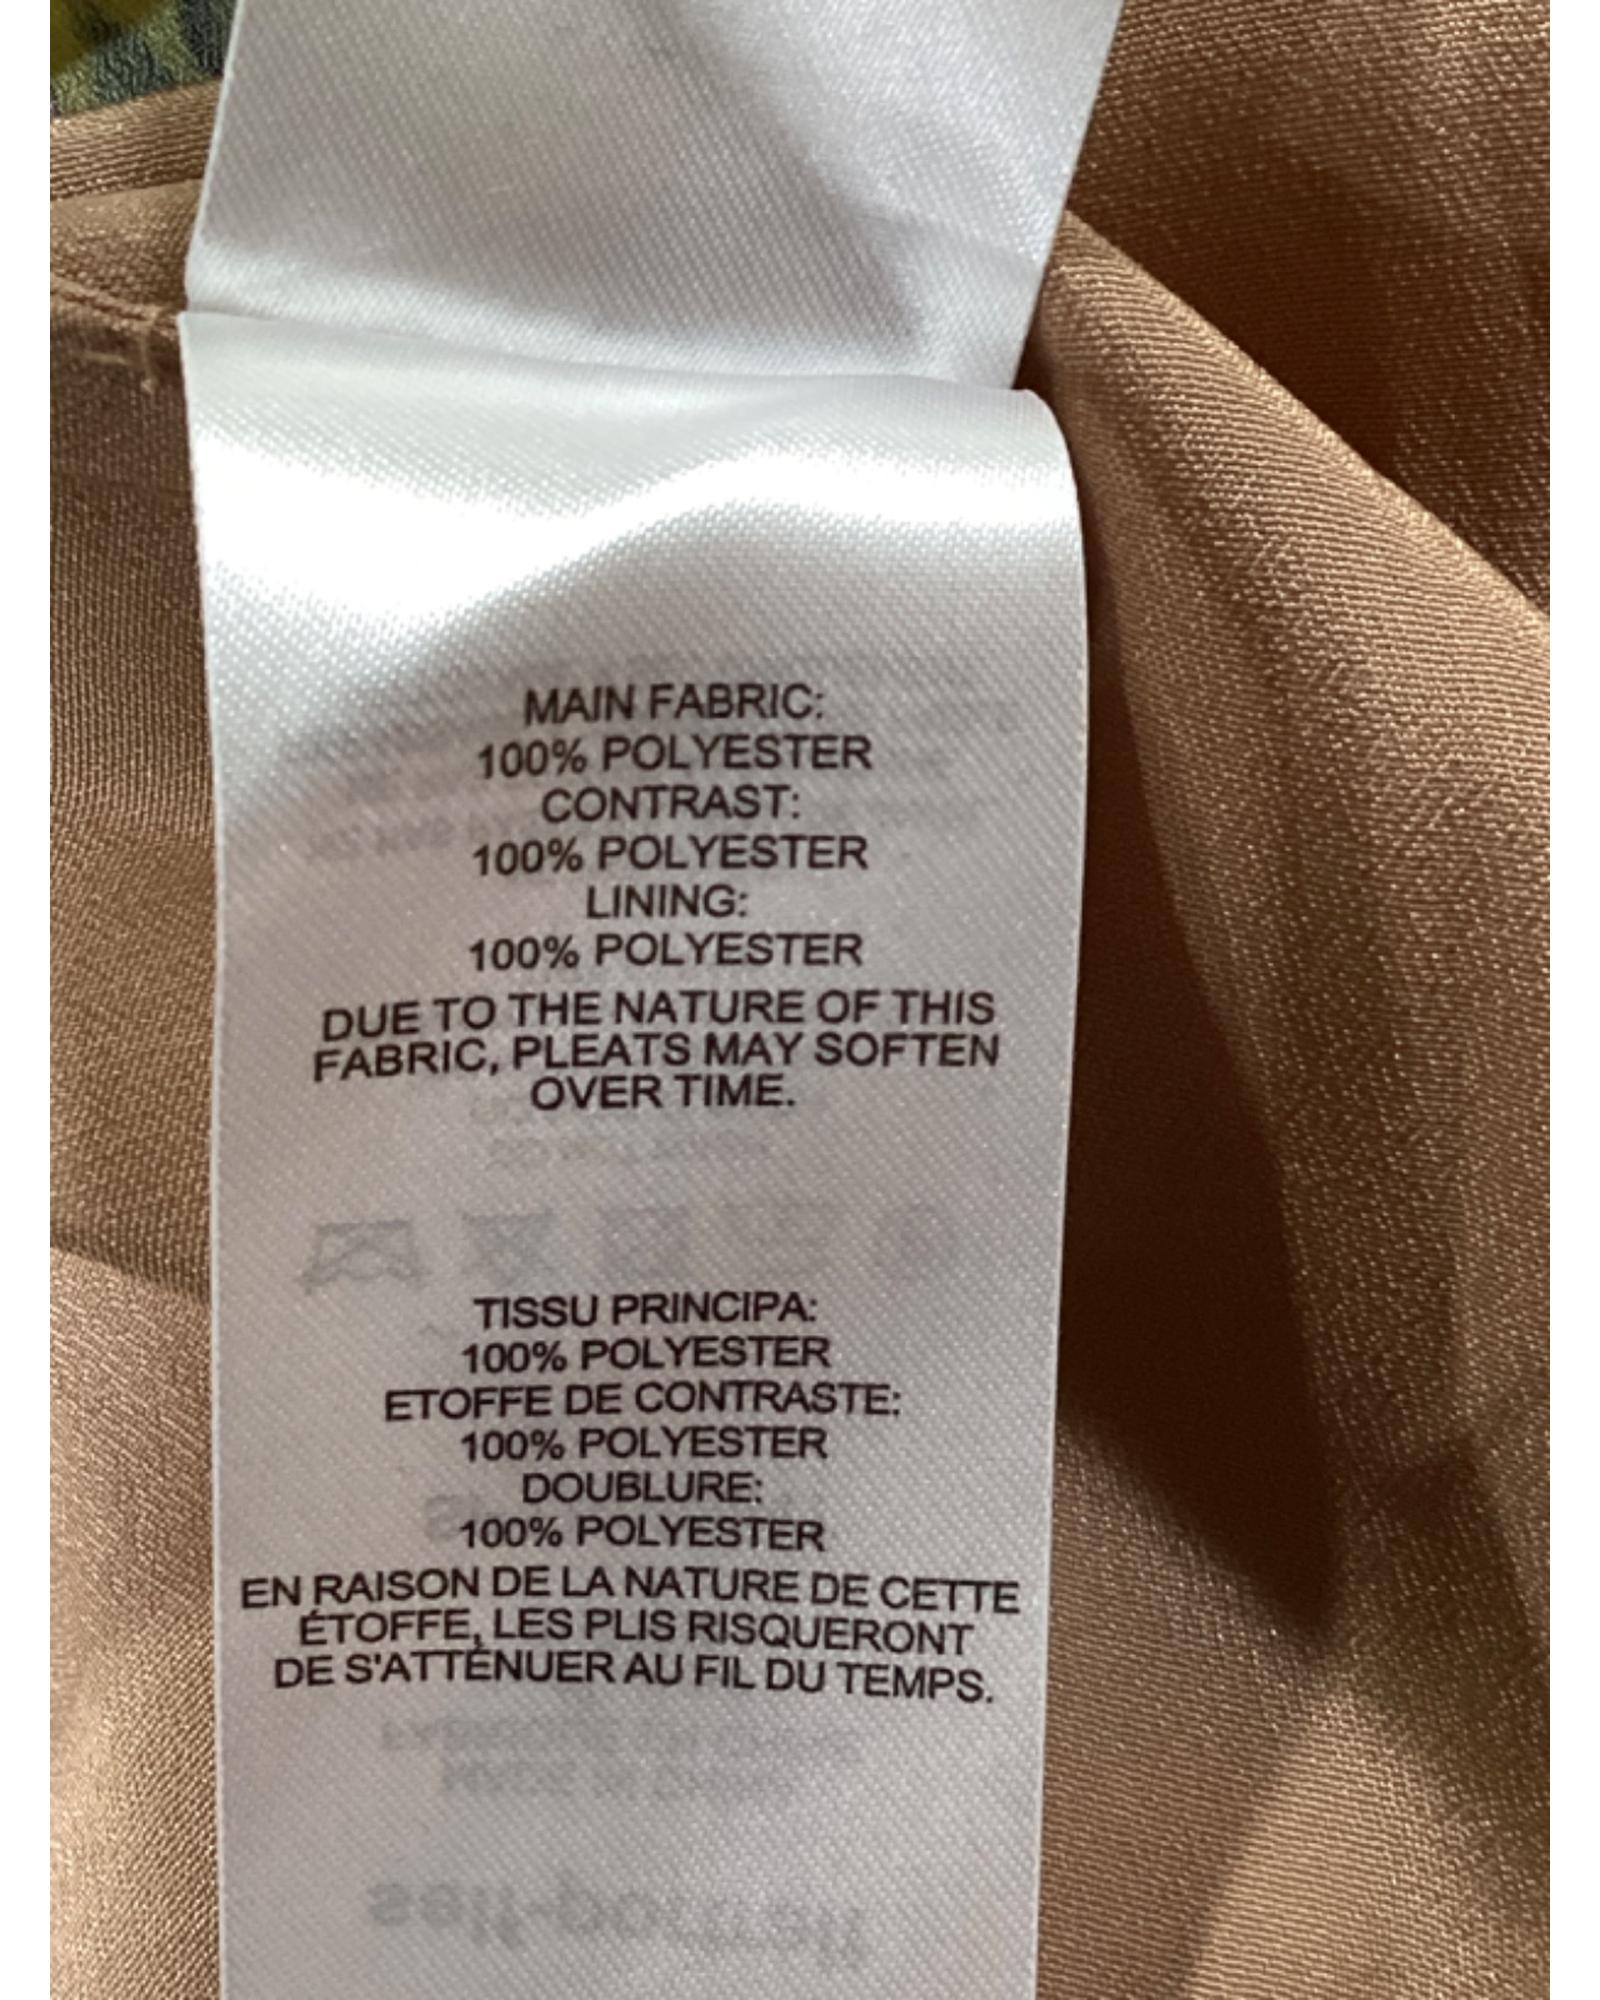 MAIN FABRIC:
100% POLYESTER
CONTRAST:
100% POLYESTER
LINING:
100% POLYESTER
DUE TO THE NATURE OF THIS
FABRIC, PLEATS MAY SOFTEN
OVER TIME.
TISSU PRINCIPA:
100% POLYESTER
ETOFFE DE CONTRASTE:
100% POLYESTER
DOUBLURE:
100% POLYESTER
EN RAISON DE LA NATURE DE CETTE
ÉTOFFE, LES PLIS RISQUERONT
DE S'ATTÉNUER AU FIL DU TEMPS.